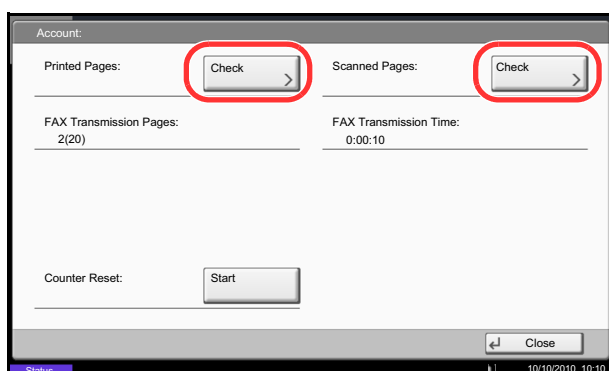 Account:
Printed Pages:
Check
Scanned Pages:
Check
FAX Transmission Pages:
2(20)
FAX Transmission Time:
0:00:10
Counter Reset:
Start
Close
Status
10/10/2010 10:10